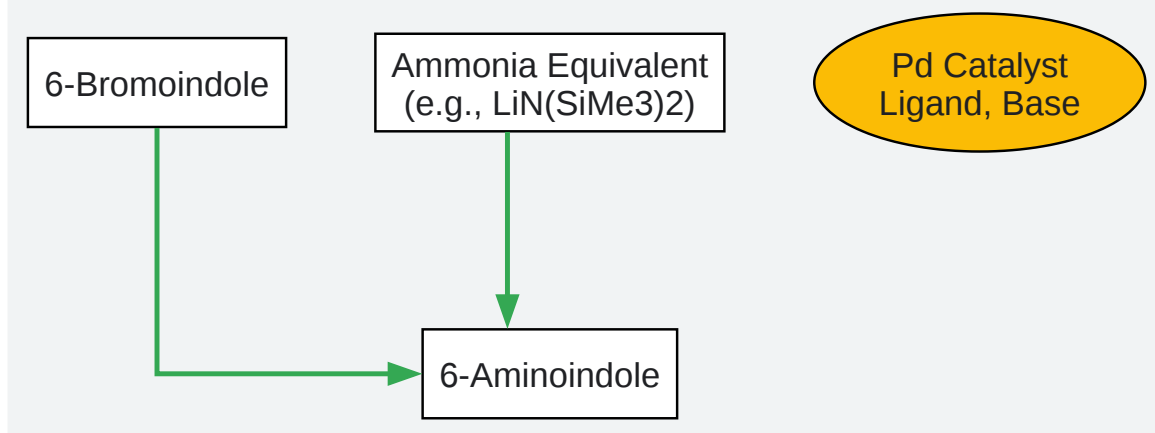 6-Bromoindole
Ammonia Equivalent
(e.g., LiN(SiMe3)2)
Pd Catalyst
Ligand, Base
6-Aminoindole